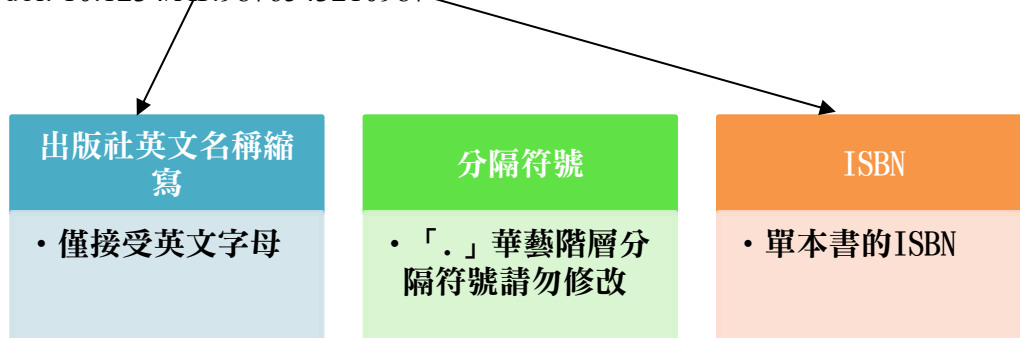 出版社英文名稱縮
寫
• 僅接受英文字母
分隔符號
• 「.」華藝階層分
隔符號請勿修改
ISBN
• 單本書的ISBN